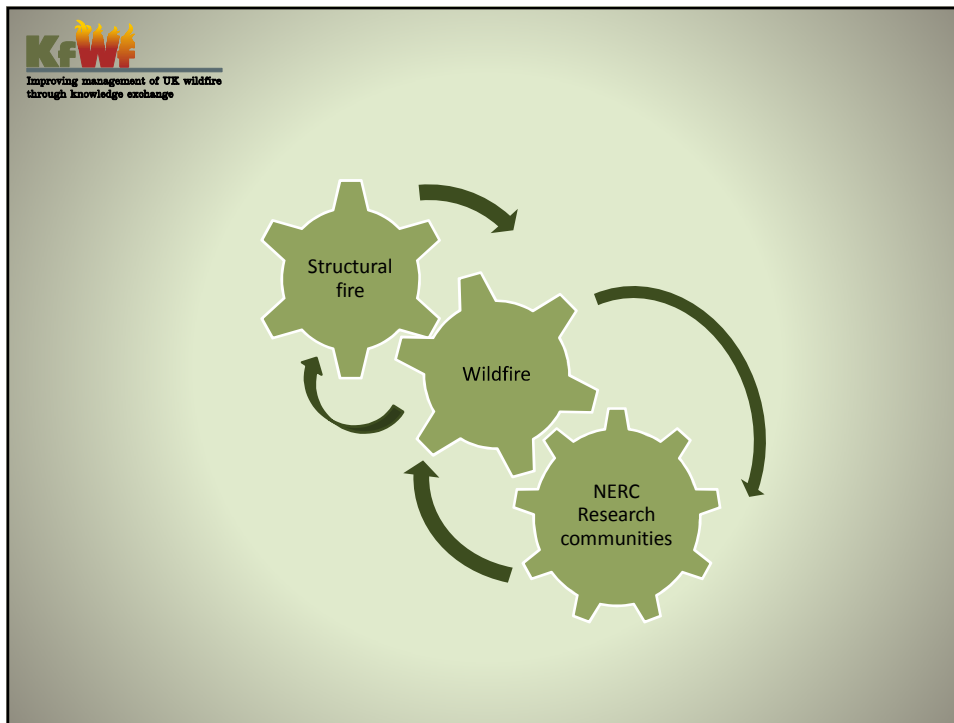 KfWf
Improving management of UK wildfire
through knowledge exchange
Structural
fire
Wildfire
NERC
Research
communities